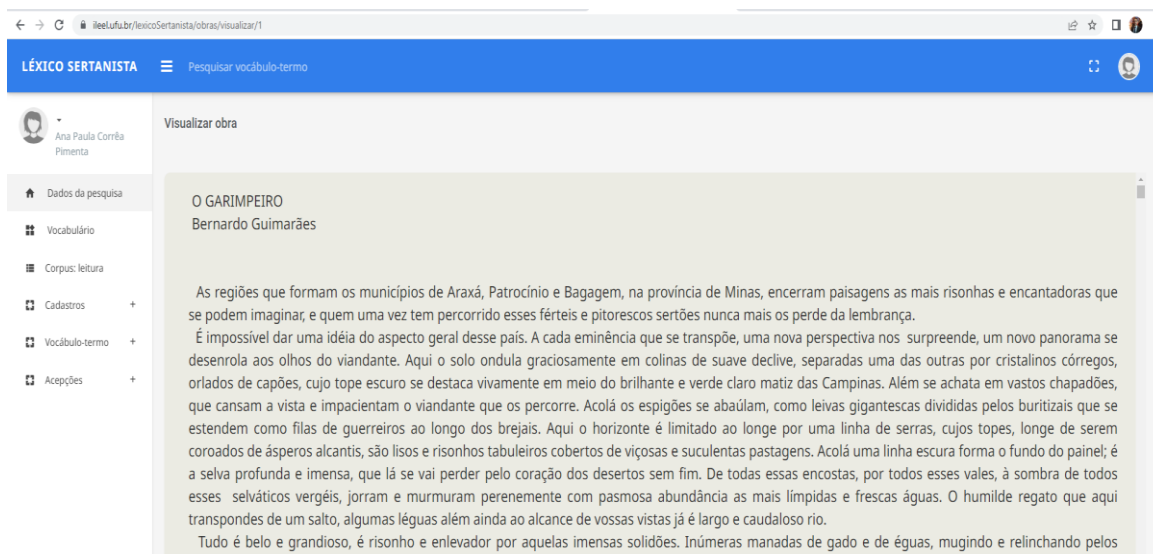 ileel.ufu.br/lexicoSertanista/obras/visualizar/1
LÉXICO SERTANISTA Pesquisar vocábulo-termo
Ana Paula Corrêa
Pimenta
Visualizar obra
Dados da pesquisa
Vocabulário
Corpus: leitura
Cadastros +
Vocábulo-termo +
Acepções +
O GARIMPEIRO
Bernardo Guimarães
As regiões que formam os municípios de Araxá, Patrocínio e Bagagem, na província de Minas, encerram paisagens as mais risonhas e encantadoras que
se podem imaginar, e quem uma vez tem percorrido esses férteis e pitorescos sertões nunca mais os perde da lembrança.
É impossível dar uma idéia do aspecto geral desse país. A cada eminência que se transpõe, uma nova perspectiva nos surpreende, um novo panorama se
desenrola aos olhos do viandante. Aqui o solo ondula graciosamente em colinas de suave declive, separadas uma das outras por cristalinos córregos,
orlados de capões, cujo tope escuro se destaca vivamente em meio do brilhante e verde claro matiz das Campinas. Além se achata em vastos chapadões,
que cansam a vista e impacientam o viandante que os percorre. Acolá os espigões se abaúlam, como leivas gigantescas divididas pelos buritizais que se
estendem como filas de guerreiros ao longo dos brejais. Aqui o horizonte é limitado ao longe por uma linha de serras, cujos topes, longe de serem
coroados de ásperos alcantis, são lisos e risonhos tabuleiros cobertos de viçosas e suculentas pastagens. Acolá uma linha escura forma o fundo do painel; é
a selva profunda e imensa, que lá se vai perder pelo coração dos desertos sem fim. De todas essas encostas, por todos esses vales, à sombra de todos
esses selváticos vergéis, jorram e murmuram perenemente com pasmosa abundância as mais límpidas e frescas águas. O humilde regato que aqui
transpondes de um salto, algumas léguas além ainda ao alcance de vossas vistas já é largo e caudaloso rio.
Tudo é belo e grandioso, é risonho e enlevador por aquelas imensas solidões. Inúmeras manadas de gado e de éguas, mugindo e relinchando pelos